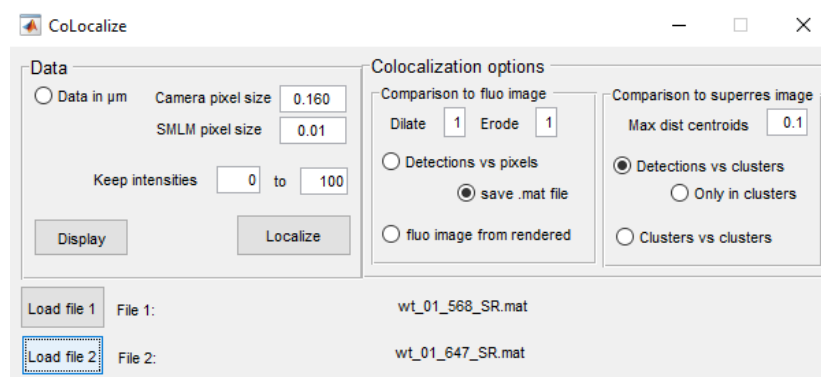 CoLocalize
Data
Data in µm
Camera pixel size 0.160
SMLM pixel size 0.01
Keep intensities 0 to 100
Display
Localize
Colocalization options
Comparison to fluo image
Dilate 1 Erode 1
Detections vs pixels
save .mat file
fluo image from rendered
Comparison to superres image
Max dist centroids 0.1
Detections vs clusters
Only in clusters
Clusters vs clusters
Load file 1 File 1: wt_01_568_SR.mat
Load file 2 File 2: wt_01_647_SR.mat